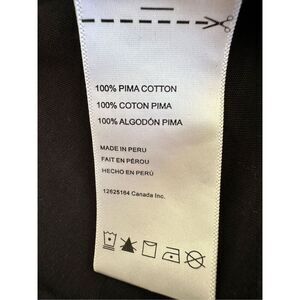 100% PIMA COTTON
100% COTON PIMA
100% ALGODÓN PIMA
MADE IN PERU
FAIT EN PÉROU
HECHO EN PERÚ
12625164 Canada Inc.